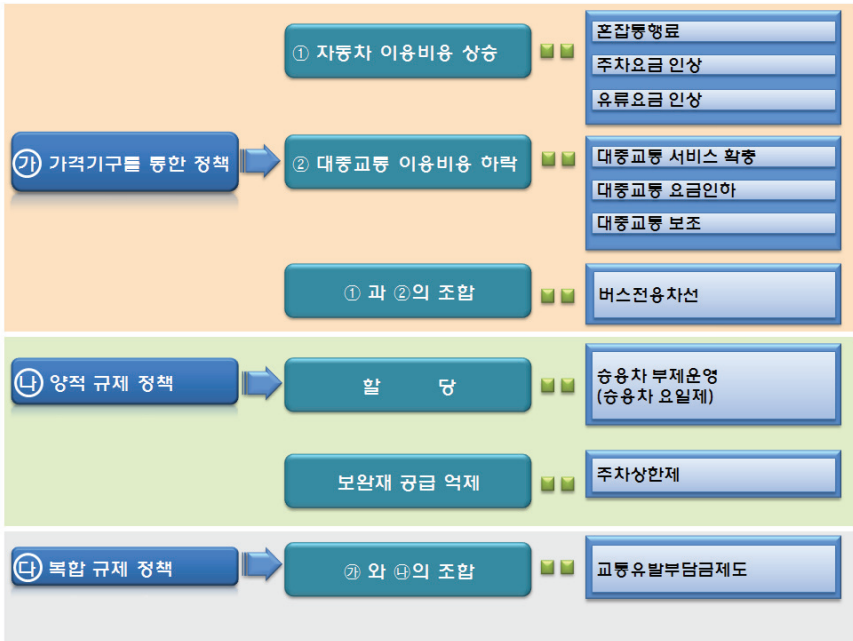 ㉮ 가격기구를 통한 정책
① 자동차 이용비용 상승
혼잡통행료
주차요금 인상
유류요금 인상
② 대중교통 이용비용 하락
대중교통 서비스 확충
대중교통 요금인하
대중교통 보조
① 과 ②의 조합
버스전용차선
㉯ 양적 규제 정책
할 당
승용차 부제운영
(승용차 요일제)
보완재 공급 억제
주차상한제
㉰ 복합 규제 정책
㉮ 와 ㉯의 조합
교통유발부담금제도